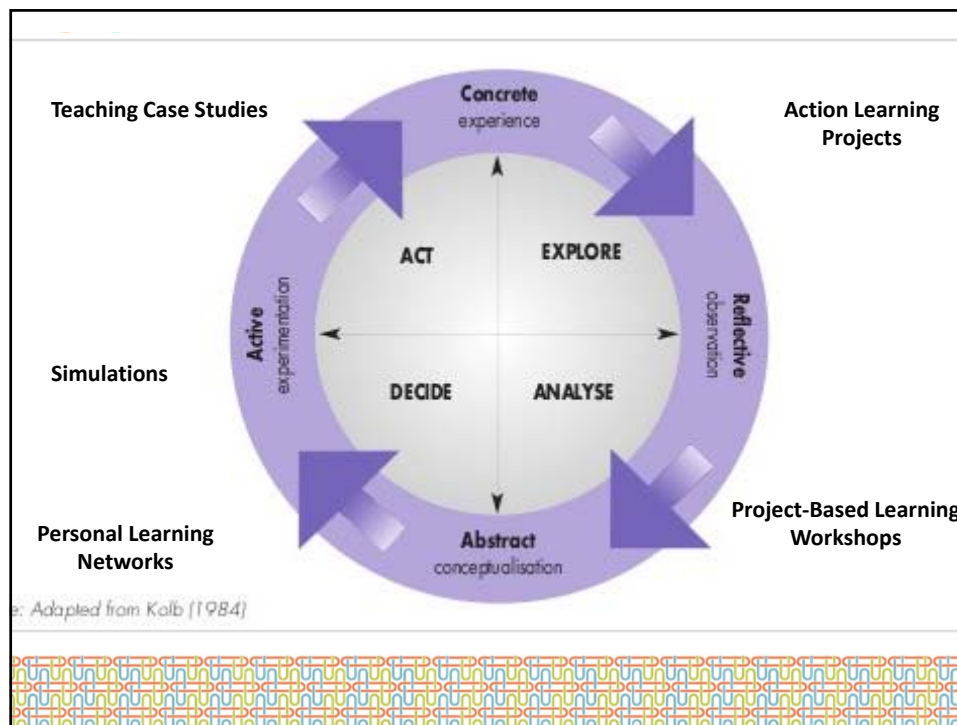 Teaching Case Studies
Concrete
experience
Action Learning
Projects
ACT
EXPLORE
Active
experimentation
Reflective
observation
Simulations
DECIDE
ANALYSE
Personal Learning
Networks
Abstract
conceptualisation
Project-Based Learning
Workshops
e: Adapted from Kolb (1984)